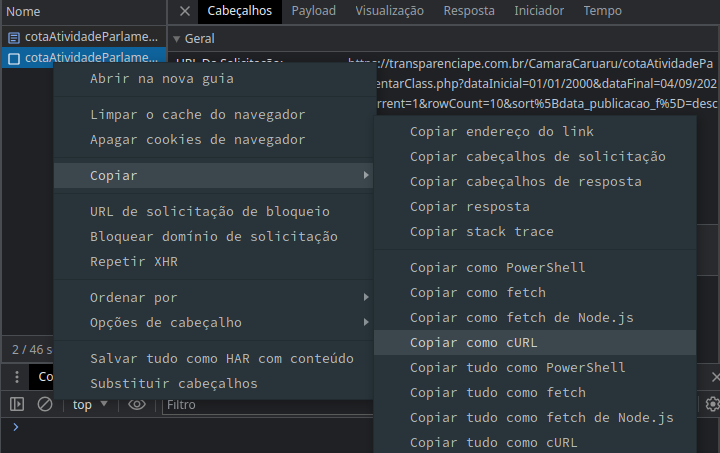 Nome
Cabeçalhos Payload Visualização Resposta Iniciador Tempo
cotaAtividadeParlame...
cotaAtividadeParlame...
Geral
URL Da Solicitação: https://transparenciape.com.br/CamaraCaruaru/cotaAtividadePa
entarClass.php?dataInicial=01/01/2000&dataFinal=04/09/202
rrent=1&rowCount=10&sort%5Bdata_publicacao_f%5D=desc
Abrir na nova guia
Limpar o cache do navegador
Apagar cookies de navegador
Copiar
URL de solicitação de bloqueio
Bloquear domínio de solicitação
Repetir XHR
Ordenar por
Opções de cabeçalho
Salvar tudo como HAR com conteúdo
Substituir cabeçalhos
Copiar endereço do link
Copiar cabeçalhos de solicitação
Copiar cabeçalhos de resposta
Copiar resposta
Copiar stack trace
Copiar como PowerShell
Copiar como fetch
Copiar como fetch de Node.js
Copiar como cURL
Copiar tudo como PowerShell
Copiar tudo como fetch
Copiar tudo como fetch de Node.js
Copiar tudo como cURL
2 / 46 s
Co
top
Filtro